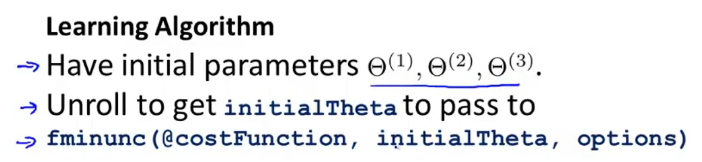 Learning Algorithm
→ Have initial parameters Θ⁽¹⁾, Θ⁽²⁾, Θ⁽³⁾.
→ Unroll to get initialTheta to pass to
→ fminunc(@costFunction, initialTheta, options)